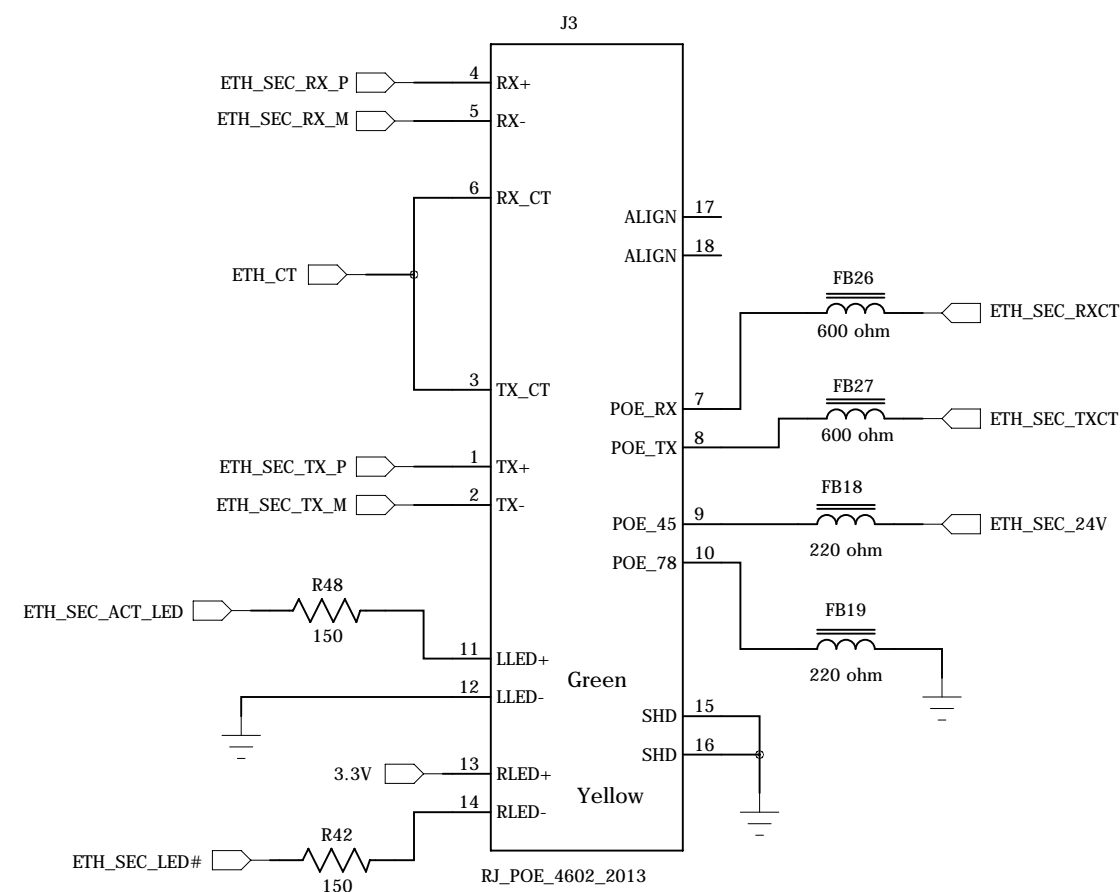 J3
ETH_SEC_RX_P
4
RX+
ETH_SEC_RX_M
5
RX-
6
RX_CT
ETH_CT
3
TX_CT
ETH_SEC_TX_P
1
TX+
ETH_SEC_TX_M
2
TX-
ETH_SEC_ACT_LED
R48
150
11
LLED+
12
LLED-
3.3V
13
RLED+
14
RLED-
ETH_SEC_LED#
R42
150
Green
Yellow
ALIGN
17
ALIGN
18
FB26
600 ohm
ETH_SEC_RXCT
POE_RX
7
FB27
600 ohm
ETH_SEC_TXCT
POE_TX
8
FB18
220 ohm
ETH_SEC_24V
POE_45
9
POE_78
10
FB19
220 ohm
SHD
15
SHD
16
RJ_POE_4602_2013